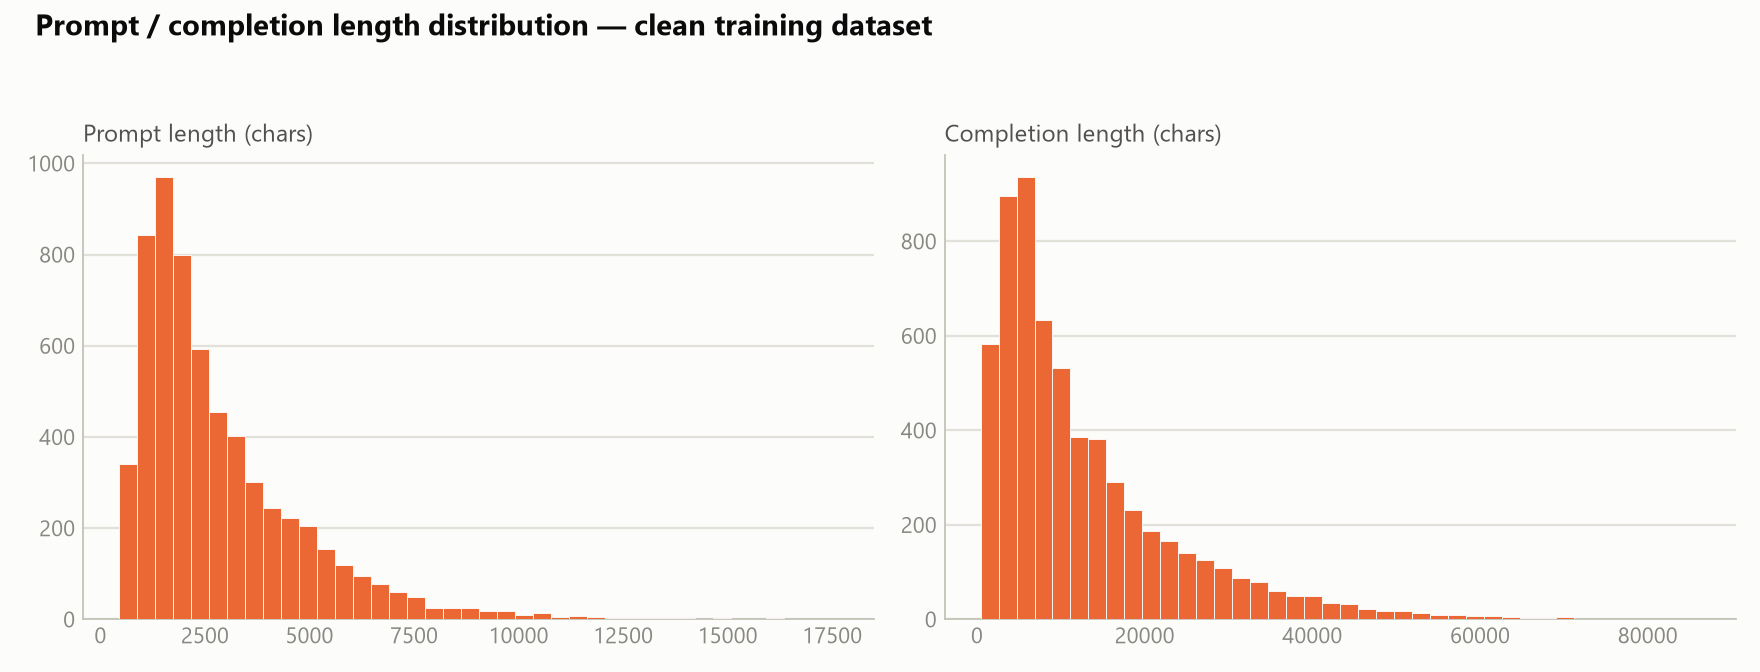 Prompt / completion length distribution — clean training dataset
Prompt length (chars)
1000
800
600
400
200
0
0 2500 5000 7500 10000 12500 15000 17500
Completion length (chars)
800
600
400
200
0
0 20000 40000 60000 80000